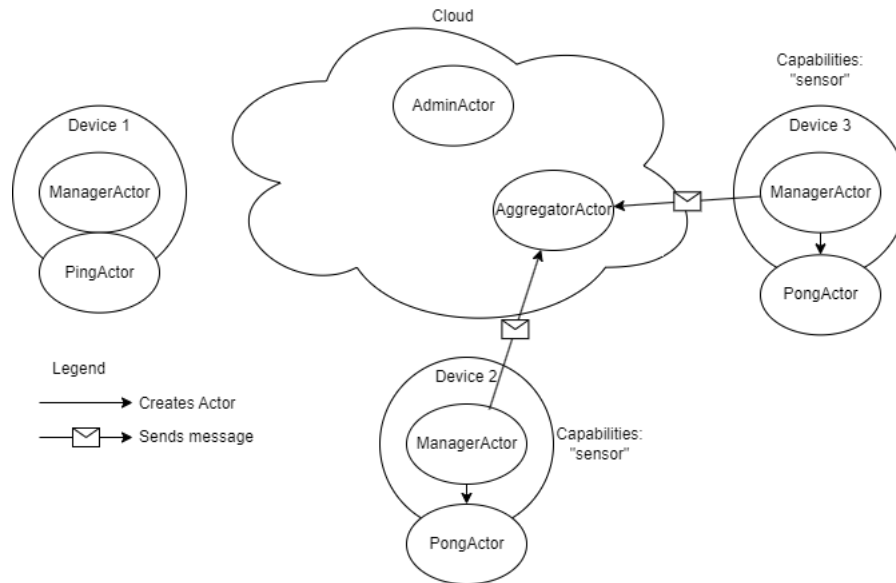 Cloud
Capabilities:
"sensor"
AdminActor
Device 1
Device 3
ManagerActor
ManagerActor
AggregatorActor
PingActor
PongActor
Legend
Device 2
Creates Actor
Sends message
ManagerActor
Capabilities:
"sensor"
PongActor